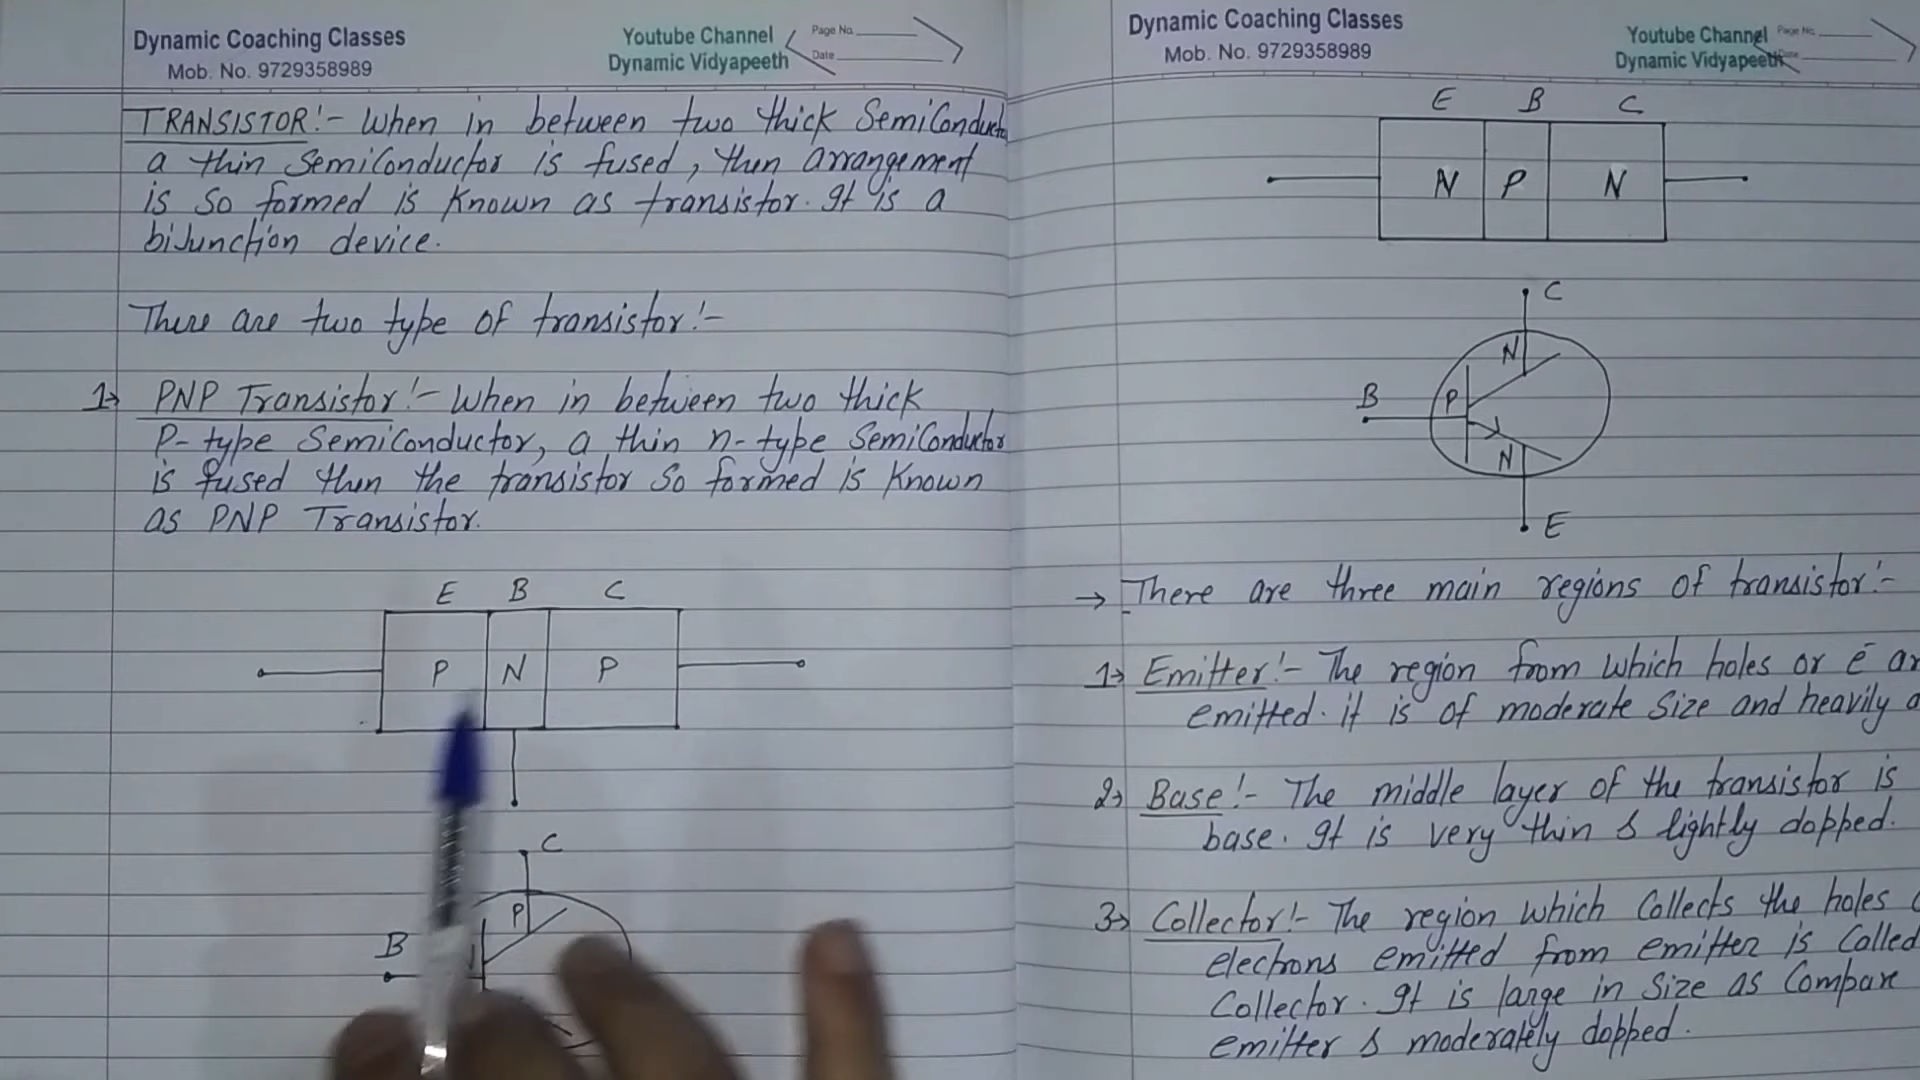 Dynamic Coaching Classes
Mob. No. 9729358989
Youtube Channel
Dynamic Vidyapeeth
Page No.
Date
TRANSISTOR:- When in between two thick Semiconductor
a thin Semiconductor is fused, then arrangement
is so formed is known as transistor. It is a
biJunction device.
There are two type of transistor:-
1→ PNP Transistor:- When in between two thick
P-type Semiconductor, a thin n-type Semiconductor
is fused then the transistor so formed is known
as PNP Transistor.
E B C
P N P
C
P
B
Dynamic Coaching Classes
Mob. No. 9729358989
Youtube Channel
Dynamic Vidyapeeth
Page No.
Date
E B C
N P N
C
N
B P
N
E
→ There are three main regions of transistor:-
1→ Emitter:- The region from which holes or ē ar
emitted. it is of moderate size and heavily d
2→ Base:- The middle layer of the transistor is
base. It is very thin & lightly dopped.
3→ Collector:- The region which collects the holes
electrons emitted from emitter is called
Collector. It is large in size as compare
emitter & moderately dopped.